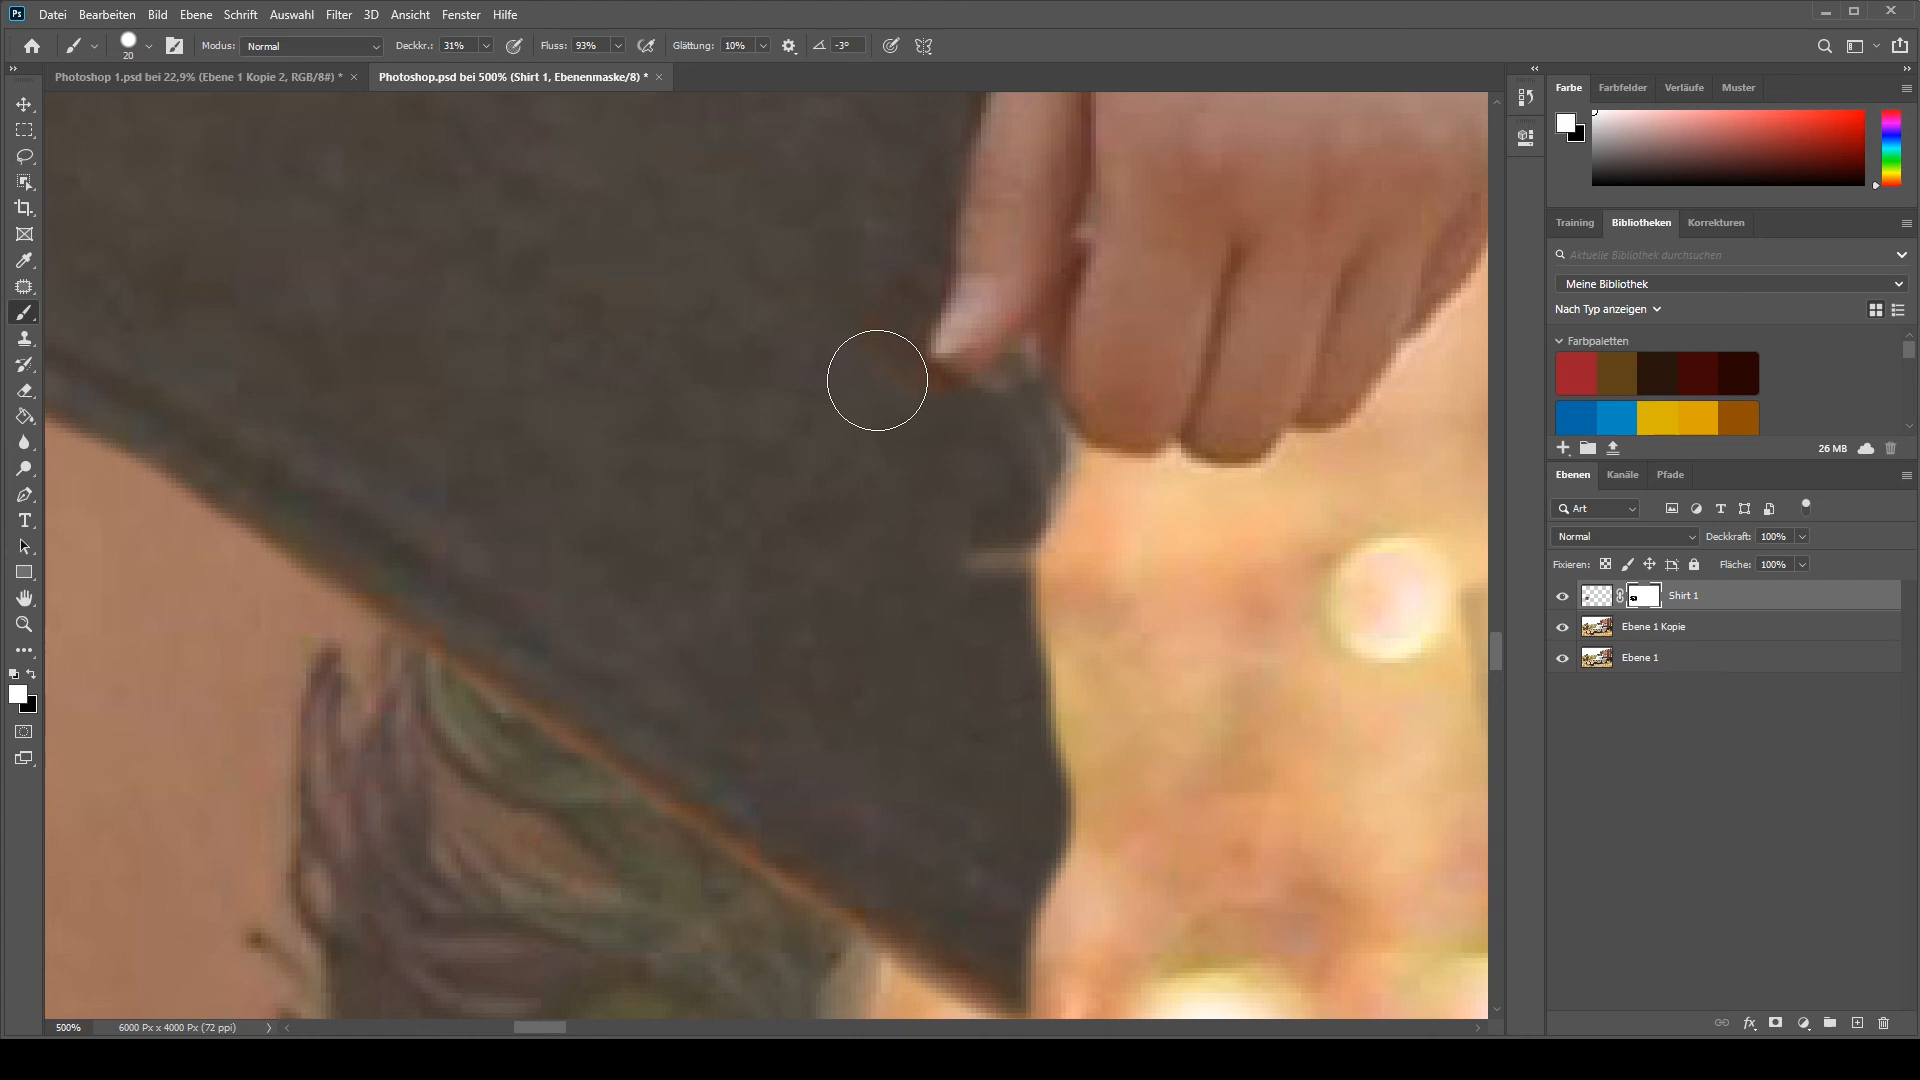 Ps Datei Bearbeiten Bild Ebene Schrift Auswahl Filter 3D Ansicht Fenster Hilfe
20 Modus: Normal Deckkr.: 31% Fluss: 93% Glättung: 10% -3°
Photoshop 1.psd bei 22,9% (Ebene 1 Kopie 2, RGB/8#) * × Photoshop.psd bei 500% (Shirt 1, Ebenenmaske/8) * ×
Farbe Farbfelder Verläufe Muster
Training Bibliotheken Korrekturen
Aktuelle Bibliothek durchsuchen
Meine Bibliothek
Nach Typ anzeigen
Farbpaletten
26 MB
Ebenen Kanäle Pfade
Art
Normal Deckkraft: 100%
Fixieren: Fläche: 100%
Shirt 1
Ebene 1 Kopie
Ebene 1
fx
500% 6000 Px x 4000 Px (72 ppi)